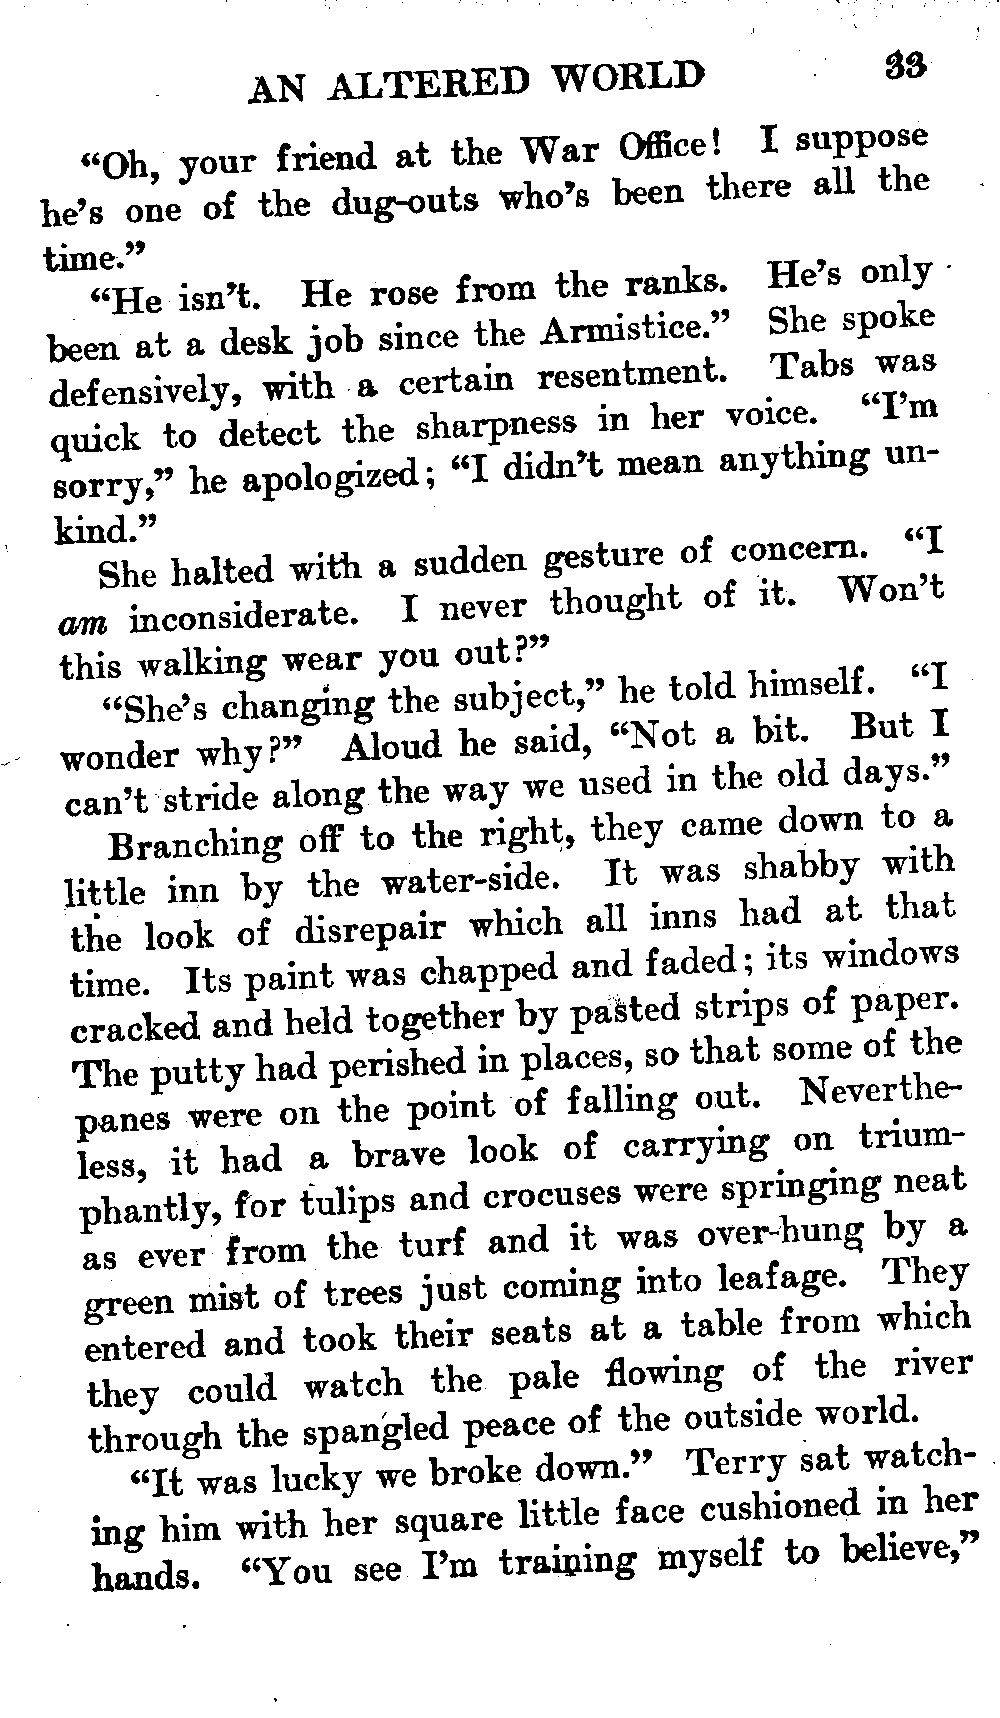 AN ALTERED WORLD 33
“Oh, your friend at the War Office! I suppose
he’s one of the dug-outs who’s been there all the
time.”
“He isn’t. He rose from the ranks. He’s only
been at a desk job since the Armistice.” She spoke
defensively, with a certain resentment. Tabs was
quick to detect the sharpness in her voice. “I’m
sorry,” he apologized; “I didn’t mean anything un-
kind.”
She halted with a sudden gesture of concern. “I
am inconsiderate. I never thought of it. Won’t
this walking wear you out?”
“She’s changing the subject,” he told himself. “I
wonder why?” Aloud he said, “Not a bit. But I
can’t stride along the way we used in the old days.”
Branching off to the right, they came down to a
little inn by the water-side. It was shabby with
the look of disrepair which all inns had at that
time. Its paint was chapped and faded; its windows
cracked and held together by pasted strips of paper.
The putty had perished in places, so that some of the
panes were on the point of falling out. Neverthe-
less, it had a brave look of carrying on trium-
phantly, for tulips and crocuses were springing neat
as ever from the turf and it was over-hung by a
green mist of trees just coming into leafage. They
entered and took their seats at a table from which
they could watch the pale flowing of the river
through the spangled peace of the outside world.
“It was lucky we broke down.” Terry sat watch-
ing him with her square little face cushioned in her
hands. “You see I’m training myself to believe,”